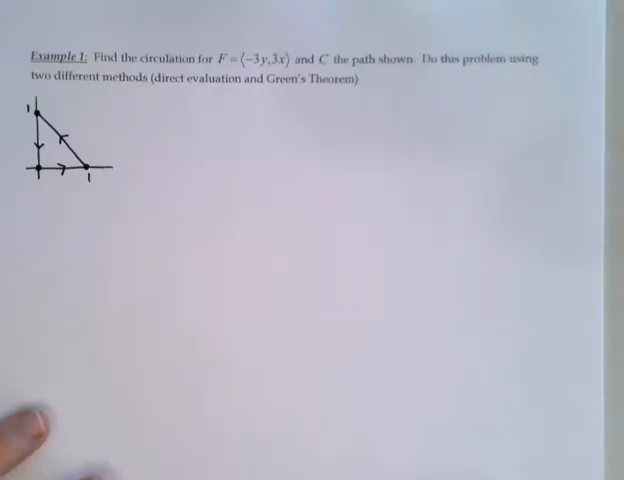 Example 1: Find the circulation for F = ⟨-3y,3x⟩ and C the path shown. Do this problem using
two different methods (direct evaluation and Green's Theorem)
1
1